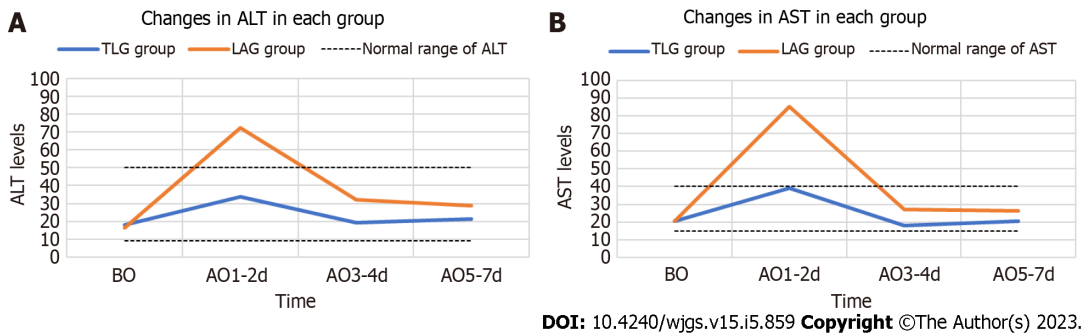 A
Changes in ALT in each group
TLG group LAG group Normal range of ALT
ALT levels
100
90
80
70
60
50
40
30
20
10
0
BO AO1-2d AO3-4d AO5-7d
Time
B
Changes in AST in each group
TLG group LAG group Normal range of AST
AST levels
100
90
80
70
60
50
40
30
20
10
0
BO AO1-2d AO3-4d AO5-7d
Time
DOI: 10.4240/wjgs.v15.i5.859 Copyright ©The Author(s) 2023.